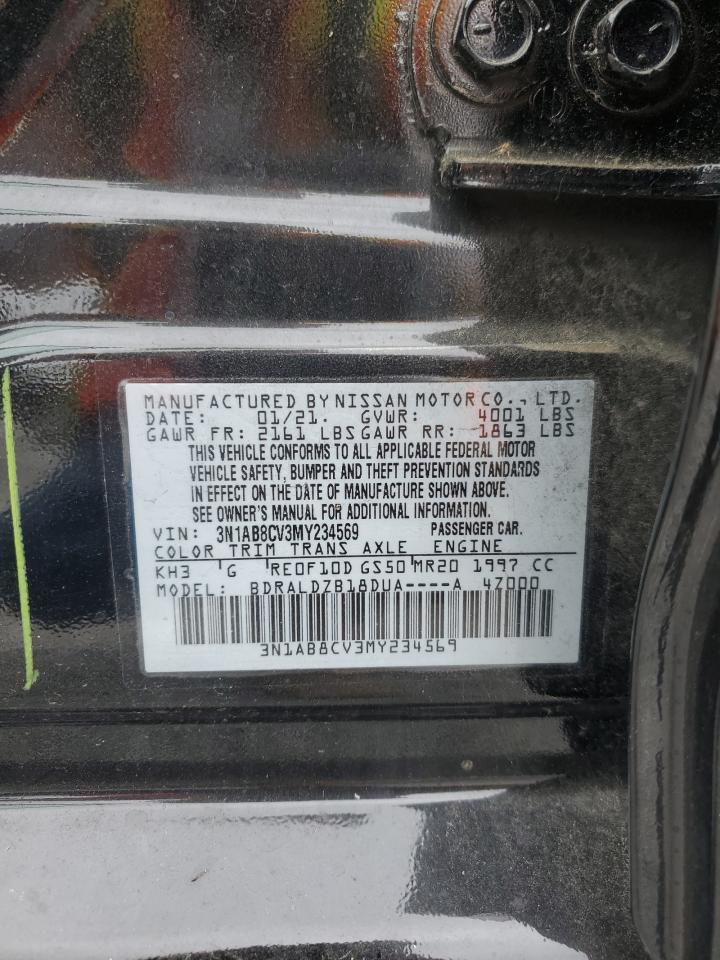 MANUFACTURED BY NISSAN MOTOR CO., LTD.
DATE: 01/21. GVWR: 4001 LBS
GAWR FR: 2161 LBS GAWR RR: 1863 LBS
THIS VEHICLE CONFORMS TO ALL APPLICABLE FEDERAL MOTOR
VEHICLE SAFETY, BUMPER AND THEFT PREVENTION STANDARDS
IN EFFECT ON THE DATE OF MANUFACTURE SHOWN ABOVE.
SEE OWNER'S MANUAL FOR ADDITIONAL INFORMATION.
VIN: 3N1AB8CV3MY234569 PASSENGER CAR.
COLOR TRIM TRANS AXLE ENGINE
KH3 G RE0F10D GS50 MR20 1997 CC
MODEL: BDRALDZB18DUA----A 4Z000
3N1AB8CV3MY234569